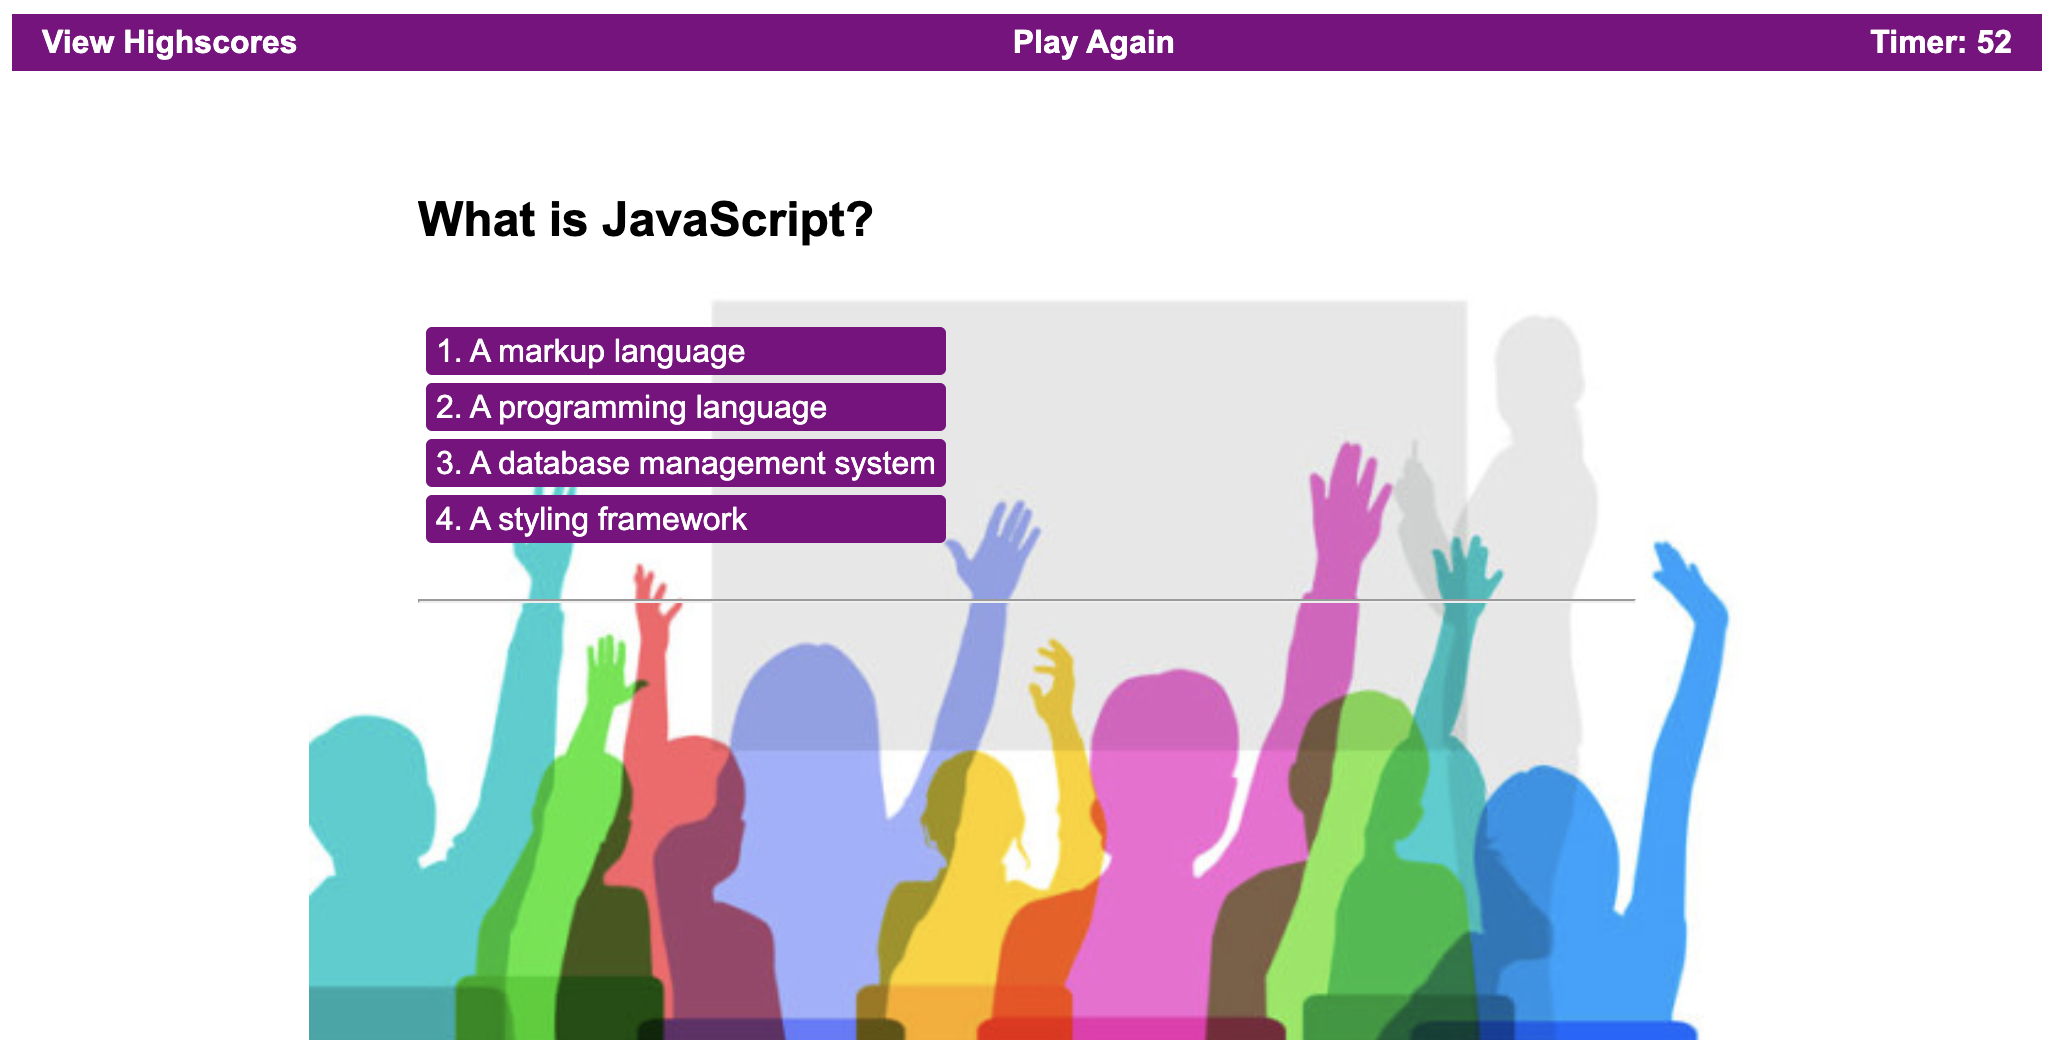 View Highscores Play Again Timer: 52
What is JavaScript?
1. A markup language
2. A programming language
3. A database management system
4. A styling framework